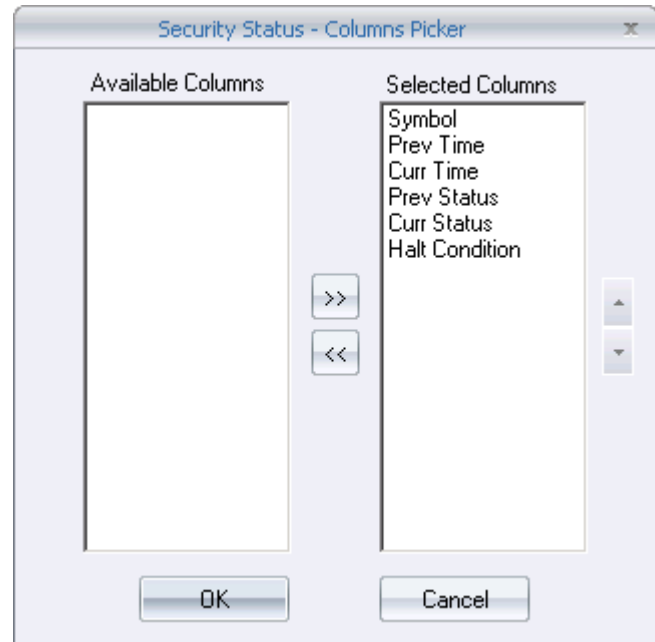 Security Status - Columns Picker
x
Available Columns
Selected Columns
Symbol
Prev Time
Curr Time
Prev Status
Curr Status
Halt Condition
>>
<<
OK
Cancel